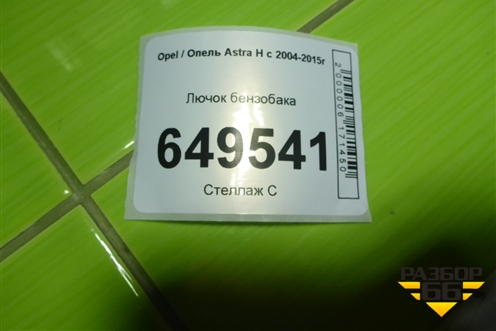 Opel / Опель Astra H с 2004-2015г
Лючок бензобака
649541
Стеллаж С
2000006171450
РАЗБОР
66